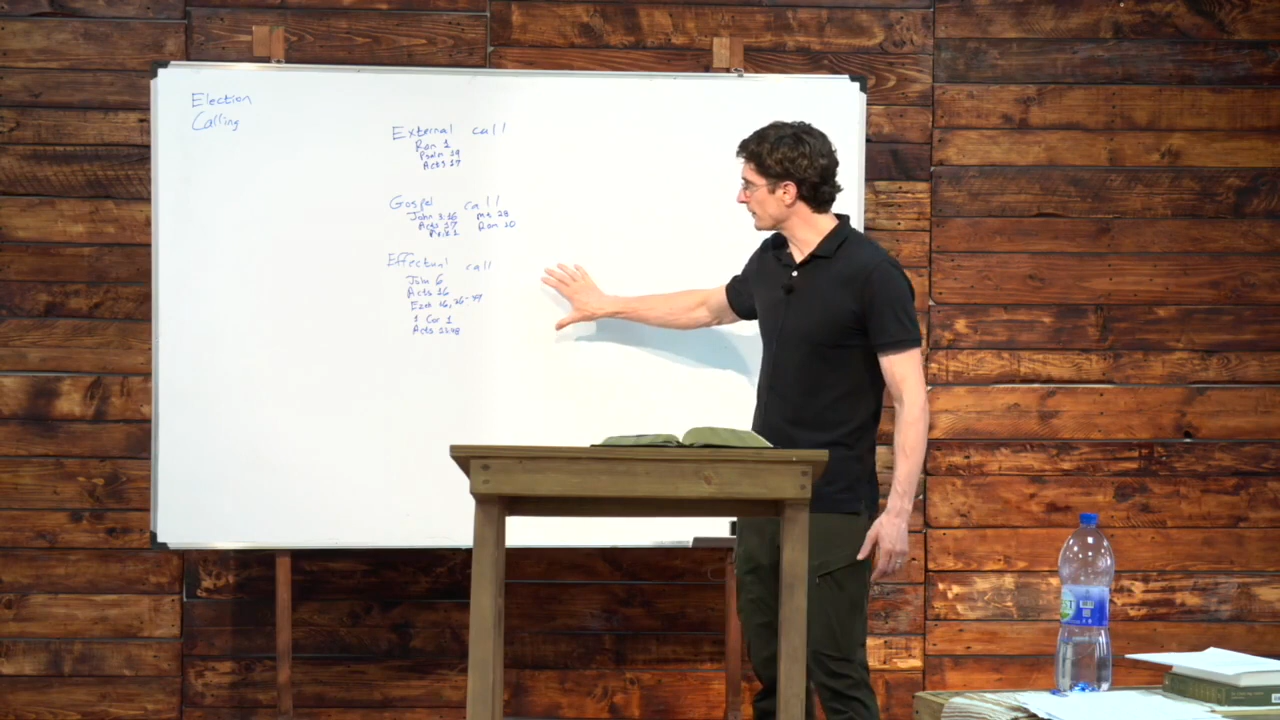 Election
Calling
External call
Rom 1
Psalm 19
Acts 17
Gospel call
John 3:16 Mt 28
Acts 17 Rom 10
Effectual call
John 6
Acts 16
Ezek 16, 36-37
1 Cor 1
Acts 13:48